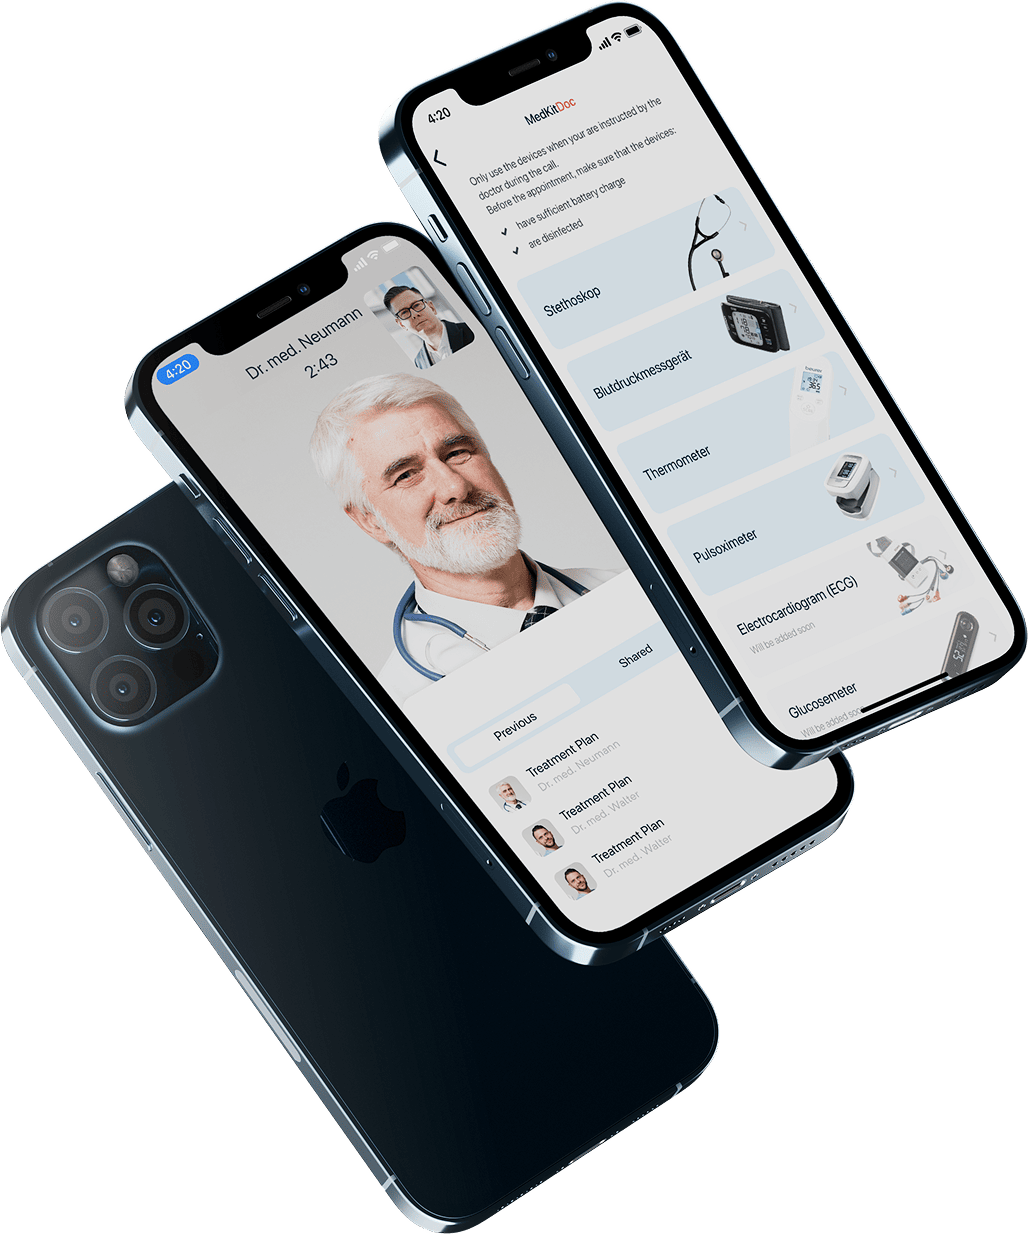 4:20
MedKitDoc
Only use the devices when your are instructed by the
doctor during the call.
Before the appointment, make sure that the devices:
have sufficient battery charge
are disinfected
Stethoskop
Blutdruckmessgerät
Thermometer
Pulsoximeter
Electrocardiogram (ECG)
Will be added soon
Glucosemeter
Will be added soon
4:20
Dr. med. Neumann
2:43
Previous
Shared
Treatment Plan
Dr. med. Neumann
Treatment Plan
Dr. med. Walter
Treatment Plan
Dr. med. Walter